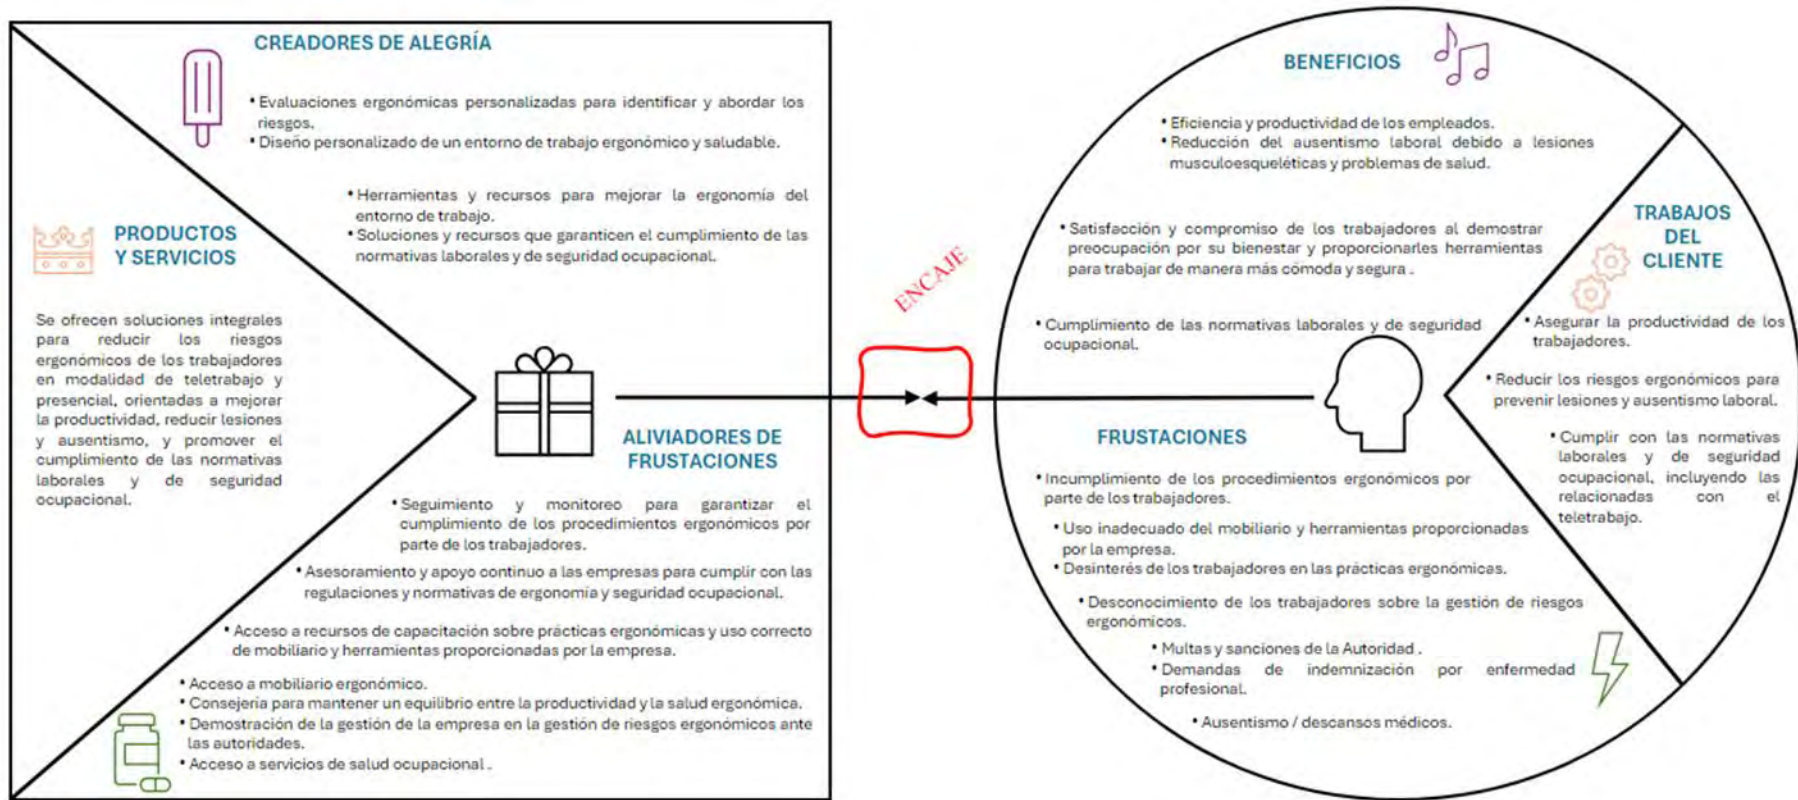 CREADORES DE ALEGRÍA
• Evaluaciones ergonómicas personalizadas para identificar y abordar los
riesgos.
• Diseño personalizado de un entorno de trabajo ergonómico y saludable.
• Herramientas y recursos para mejorar la ergonomía del
entorno de trabajo.
• Soluciones y recursos que garanticen el cumplimiento de las
normativas laborales y de seguridad ocupacional.
PRODUCTOS
Y SERVICIOS
Se ofrecen soluciones integrales
para reducir los riesgos
ergonómicos de los trabajadores
en modalidad de teletrabajo y
presencial, orientadas a mejorar
la productividad, reducir lesiones
y ausentismo, y promover el
cumplimiento de las normativas
laborales y de seguridad
ocupacional.
ALIVIADORES DE
FRUSTACIONES
• Seguimiento y monitoreo para garantizar el
cumplimiento de los procedimientos ergonómicos por
parte de los trabajadores.
• Asesoramiento y apoyo continuo a las empresas para cumplir con las
regulaciones y normativas de ergonomía y seguridad ocupacional.
• Acceso a recursos de capacitación sobre prácticas ergonómicas y uso correcto
de mobiliario y herramientas proporcionadas por la empresa.
• Acceso a mobiliario ergonómico.
• Consejería para mantener un equilibrio entre la productividad y la salud ergonómica.
• Demostración de la gestión de la empresa en la gestión de riesgos ergonómicos ante
las autoridades.
• Acceso a servicios de salud ocupacional .
ENCAJE
BENEFICIOS
• Eficiencia y productividad de los empleados.
• Reducción del ausentismo laboral debido a lesiones
musculoesqueléticas y problemas de salud.
• Satisfacción y compromiso de los trabajadores al demostrar
preocupación por su bienestar y proporcionarles herramientas
para trabajar de manera más cómoda y segura .
• Cumplimiento de las normativas laborales y de seguridad
ocupacional.
FRUSTACIONES
• Incumplimiento de los procedimientos ergonómicos por
parte de los trabajadores.
• Uso inadecuado del mobiliario y herramientas proporcionadas
por la empresa.
• Desinterés de los trabajadores en las prácticas ergonómicas.
• Desconocimiento de los trabajadores sobre la gestión de riesgos
ergonómicos.
• Multas y sanciones de la Autoridad .
• Demandas de indemnización por enfermedad
profesional.
• Ausentismo / descansos médicos.
TRABAJOS
DEL
CLIENTE
• Asegurar la productividad de los
trabajadores.
• Reducir los riesgos ergonómicos para
prevenir lesiones y ausentismo laboral.
• Cumplir con las normativas
laborales y de seguridad
ocupacional, incluyendo las
relacionadas con el
teletrabajo.